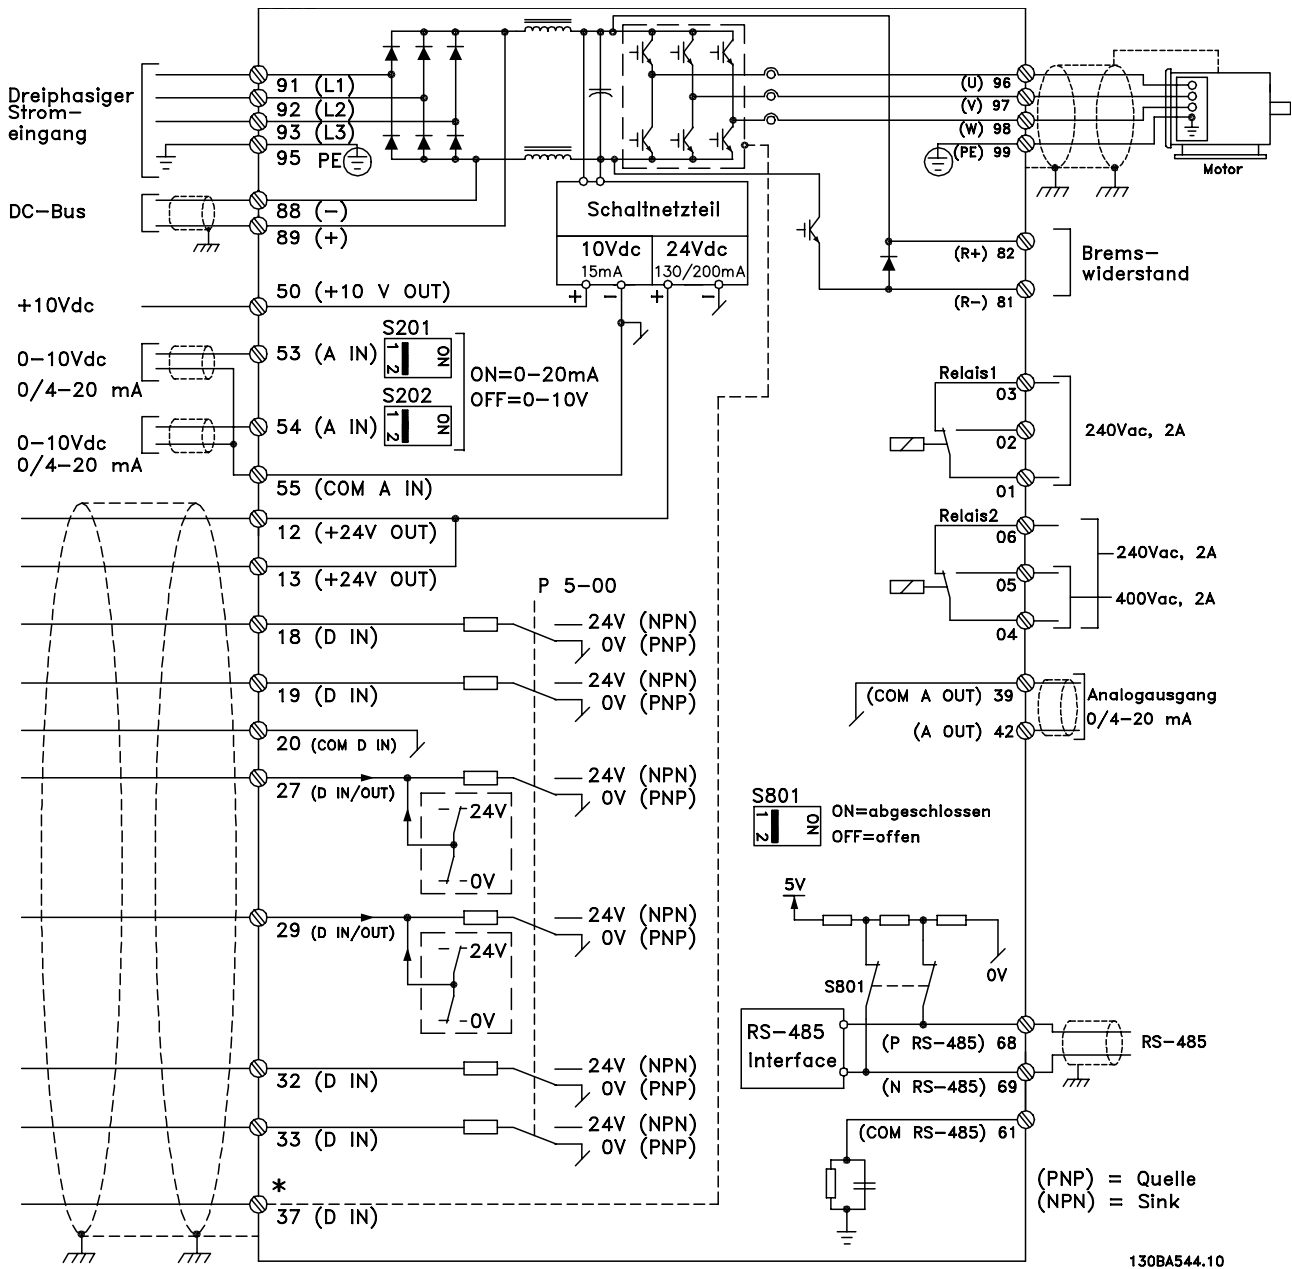 Dreiphasiger
Strom-
eingang
91 (L1)
92 (L2)
93 (L3)
95 PE
DC-Bus
88 (-)
89 (+)
+10Vdc
50 (+10 V OUT)
0-10Vdc
0/4-20 mA
53 (A IN)
S201
1
2
ON
S202
1
2
ON
ON=0-20mA
OFF=0-10V
0-10Vdc
0/4-20 mA
54 (A IN)
55 (COM A IN)
12 (+24V OUT)
13 (+24V OUT)
P 5-00
18 (D IN)
24V (NPN)
0V (PNP)
19 (D IN)
24V (NPN)
0V (PNP)
20 (COM D IN)
27 (D IN/OUT)
24V (NPN)
0V (PNP)
24V
0V
29 (D IN/OUT)
24V (NPN)
0V (PNP)
24V
0V
32 (D IN)
24V (NPN)
0V (PNP)
33 (D IN)
24V (NPN)
0V (PNP)
*
37 (D IN)
Schaltnetzteil
10Vdc
15mA
24Vdc
130/200mA
+ - + -
(U) 96
(V) 97
(W) 98
(PE) 99
Motor
(R+) 82
(R-) 81
Brems-
widerstand
Relais1
03
02
01
240Vac, 2A
Relais2
06
05
04
240Vac, 2A
400Vac, 2A
(COM A OUT) 39
(A OUT) 42
Analogausgang
0/4-20 mA
S801
1
2
ON
ON=abgeschlossen
OFF=offen
5V
0V
S801
RS-485
Interface
(P RS-485) 68
(N RS-485) 69
RS-485
(COM RS-485) 61
(PNP) = Quelle
(NPN) = Sink
130BA544.10